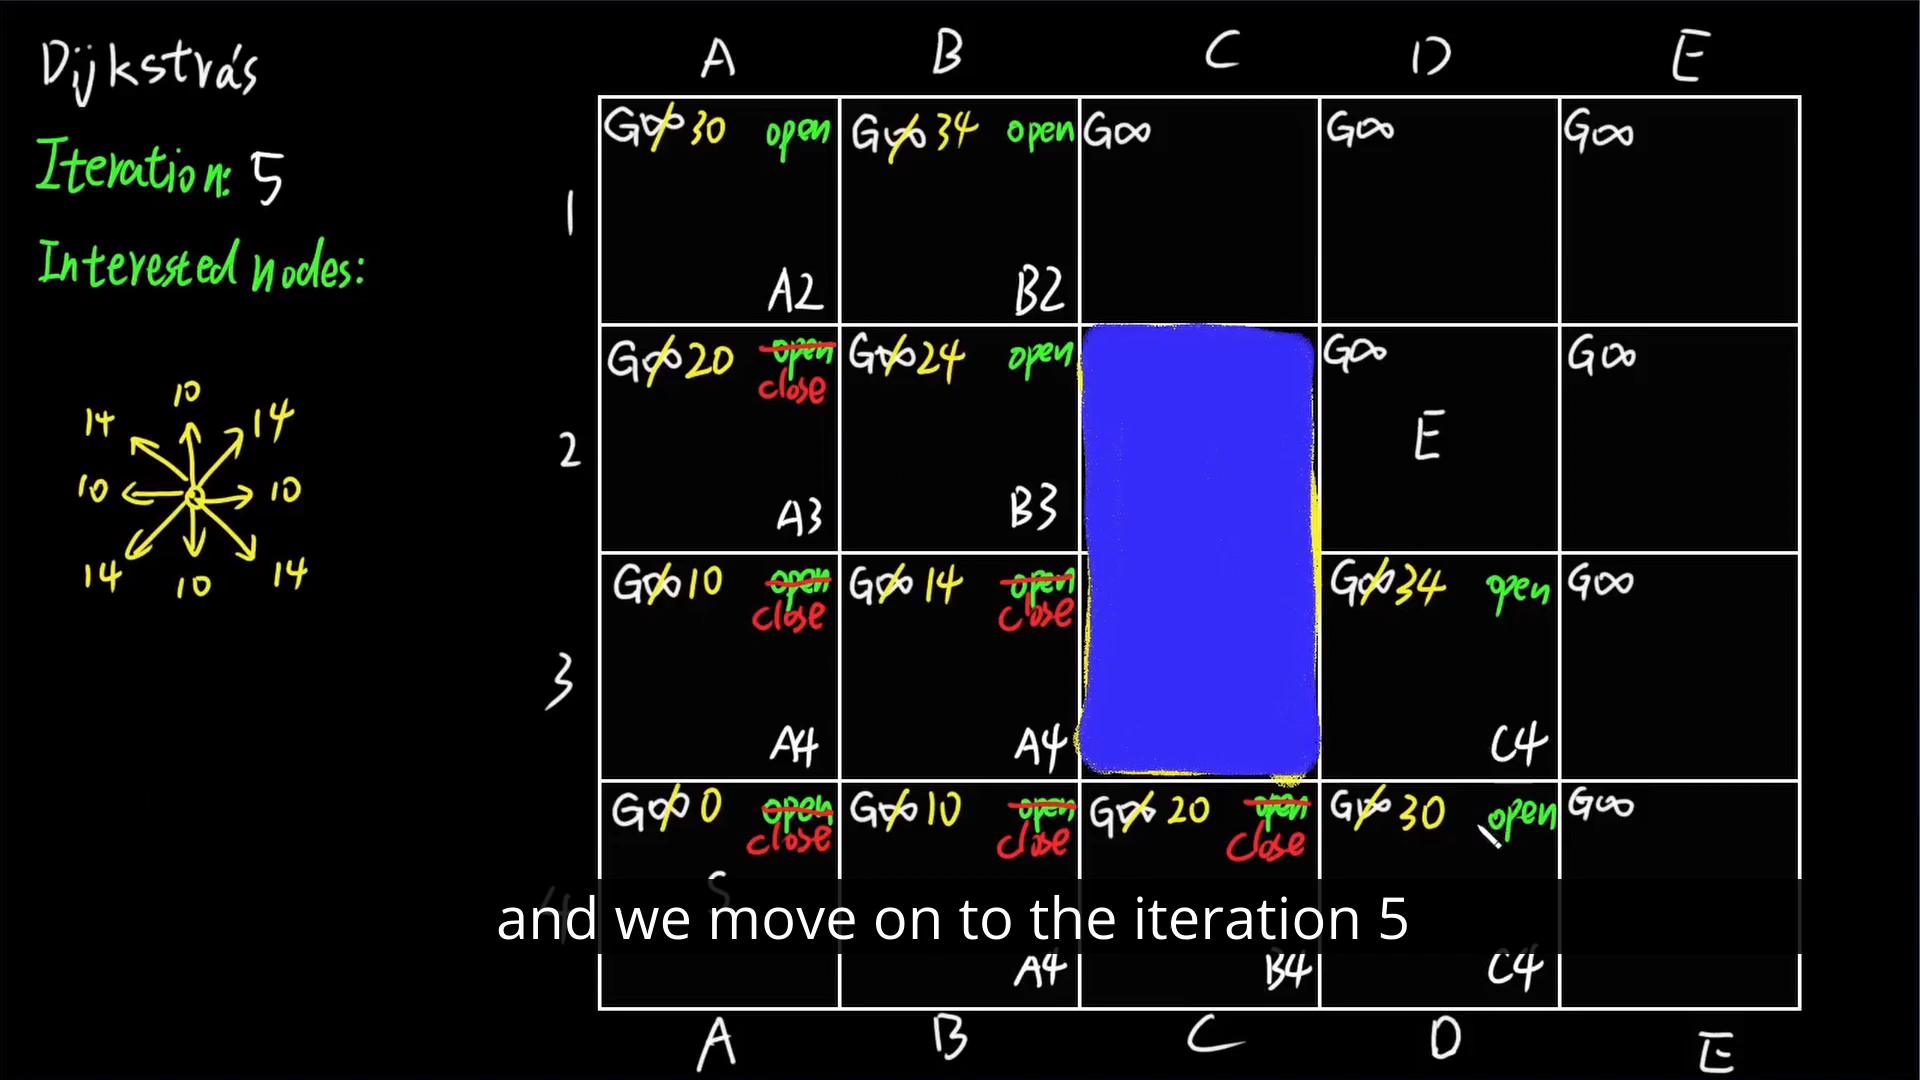 Dijkstra's
Iteration: 5
Interested nodes:
10
14 14
10 10
14 14
10
A B C D E
1
G∞ 30 open
A2
G∞ 34 open
B2
G∞
G∞
G∞
2
G∞ 20 open
close
A3
G∞ 24 open
B3
G∞
E
G∞
3
G∞ 10 open
close
A4
G∞ 14 open
close
A4
G∞ 34 open
C4
G∞
G∞ 0 open
close
S
G∞ 10 open
close
A4
G∞ 20 open
close
B4
G∞ 30 open
C4
G∞
and we move on to the iteration 5
A B C D E